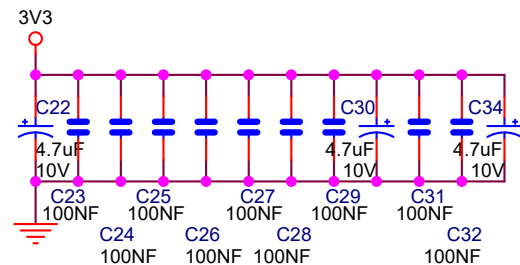 3V3
C22 C30 C34
+ + +
4.7uF 4.7uF 4.7uF
10V 10V 10V
C23 C25 C27 C29 C31
100NF 100NF 100NF 100NF 100NF
C24 C26 C28 C32
100NF 100NF 100NF 100NF